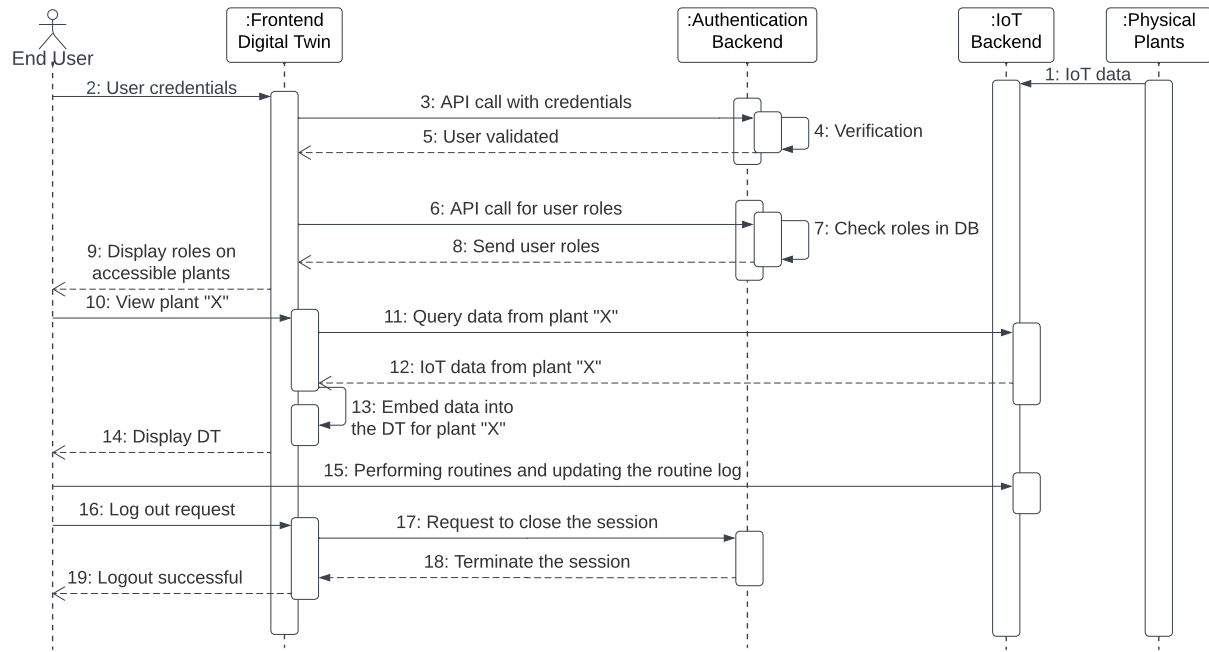 :Frontend
Digital Twin
:Authentication
Backend
:IoT
Backend
:Physical
Plants
End User
1: IoT data
2: User credentials
3: API call with credentials
4: Verification
5: User validated
6: API call for user roles
7: Check roles in DB
8: Send user roles
9: Display roles on
accessible plants
10: View plant "X"
11: Query data from plant "X"
12: IoT data from plant "X"
13: Embed data into
the DT for plant "X"
14: Display DT
15: Performing routines and updating the routine log
16: Log out request
17: Request to close the session
18: Terminate the session
19: Logout successful